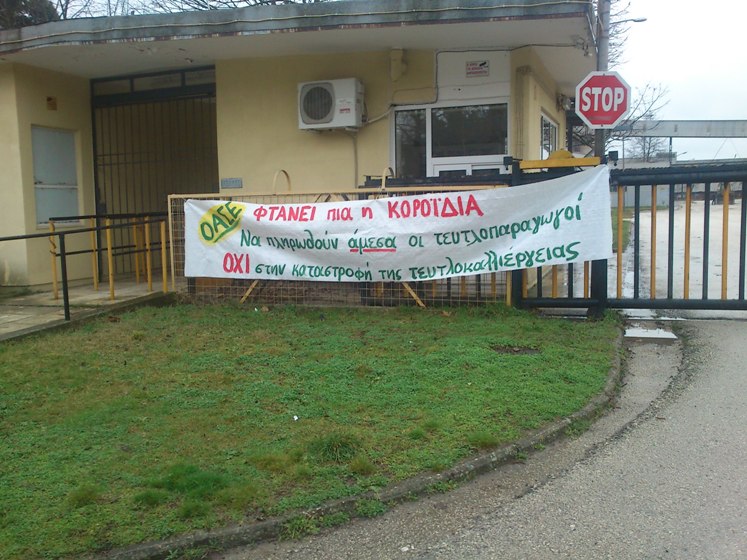 STOP
ΟΑΣΕ
ΦΤΑΝΕΙ πια η ΚΟΡΟΪΔΙΑ
Να πληρωθούν άμεσα οι τευτλοπαραγωγοί
ΟΧΙ στην καταστροφή της τευτλοκαλλιέργειας